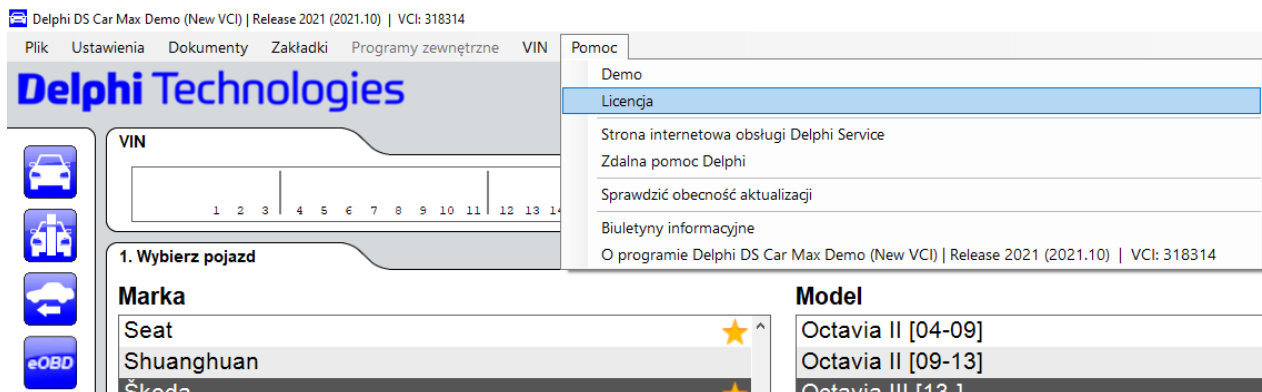 Delphi DS Car Max Demo (New VCI) | Release 2021 (2021.10) | VCI: 318314
Plik Ustawienia Dokumenty Zakładki Programy zewnętrzne VIN Pomoc
Delphi Technologies
Demo
Licencja
Strona internetowa obsługi Delphi Service
Zdalna pomoc Delphi
Sprawdzić obecność aktualizacji
Biuletyny informacyjne
O programie Delphi DS Car Max Demo (New VCI) | Release 2021 (2021.10) | VCI: 318314
VIN
1 2 3 4 5 6 7 8 9 10 11 12 13
1. Wybierz pojazd
Marka
Seat
Shuanghuan
Škoda
Model
Octavia II [04-09]
Octavia II [09-13]
Octavia III [13-]
eOBD